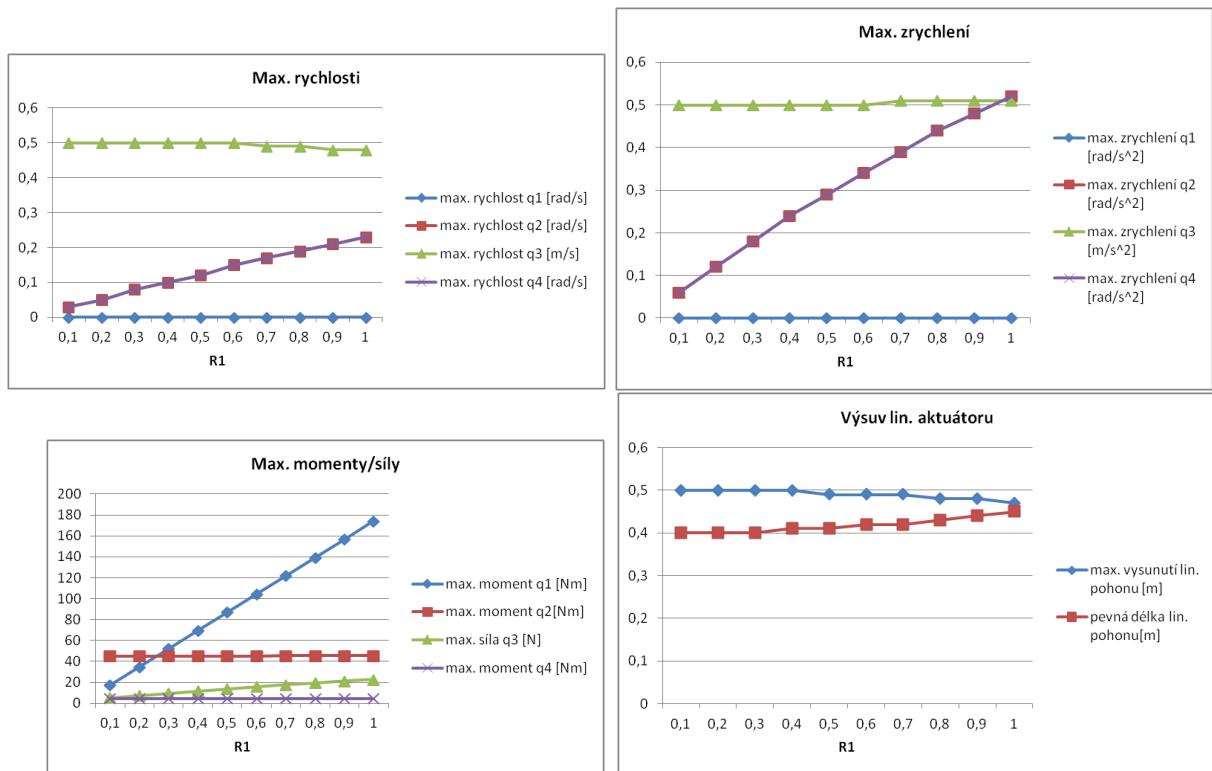 Max. rychlosti
0,6
0,5
0,4
0,3
0,2
0,1
0
0,1 0,2 0,3 0,4 0,5 0,6 0,7 0,8 0,9 1
R1
max. rychlost q1 [rad/s]
max. rychlost q2 [rad/s]
max. rychlost q3 [m/s]
max. rychlost q4 [rad/s]
Max. zrychlení
0,6
0,5
0,4
0,3
0,2
0,1
0
0,1 0,2 0,3 0,4 0,5 0,6 0,7 0,8 0,9 1
R1
max. zrychlení q1
[rad/s^2]
max. zrychlení q2
[rad/s^2]
max. zrychlení q3
[m/s^2]
max. zrychlení q4
[rad/s^2]
Max. momenty/síly
200
180
160
140
120
100
80
60
40
20
0
0,1 0,2 0,3 0,4 0,5 0,6 0,7 0,8 0,9 1
R1
max. moment q1 [Nm]
max. moment q2[Nm]
max. síla q3 [N]
max. moment q4 [Nm]
Výsuv lin. aktuátoru
0,6
0,5
0,4
0,3
0,2
0,1
0
0,1 0,2 0,3 0,4 0,5 0,6 0,7 0,8 0,9 1
R1
max. vysunutí lin.
pohonu [m]
pevná délka lin.
pohonu[m]